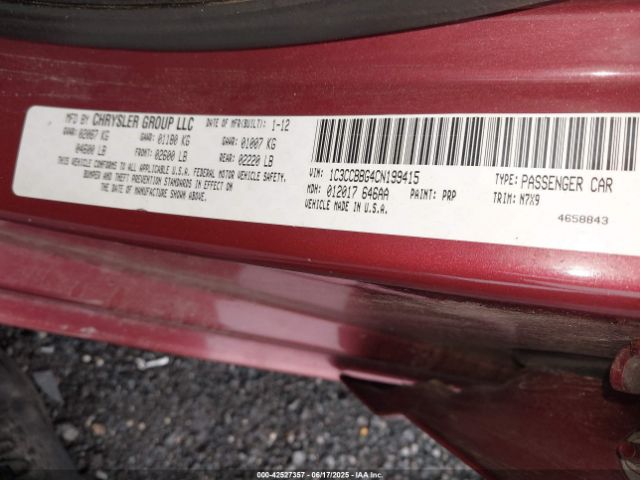 MFD BY CHRYSLER GROUP LLC DATE OF MFR(BUILT): 1-12
GVWR: 02087 KG GAWR: 01180 KG GAWR: 01007 KG
04600 LB FRONT: 02600 LB REAR: 02220 LB
THIS VEHICLE CONFORMS TO ALL APPLICABLE U.S.A. FEDERAL MOTOR VEHICLE SAFETY,
BUMPER AND THEFT PREVENTION STANDARDS IN EFFECT ON THE DATE OF
MANUFACTURE SHOWN ABOVE.
VIN: 1C3CCBBG4CN199415 TYPE: PASSENGER CAR
MDH: 012017 646AA PAINT: PRP TRIM: N7X9
VEHICLE MADE IN U.S.A. 4658843
000-42527357 - 06/17/2025 - IAAI.COM